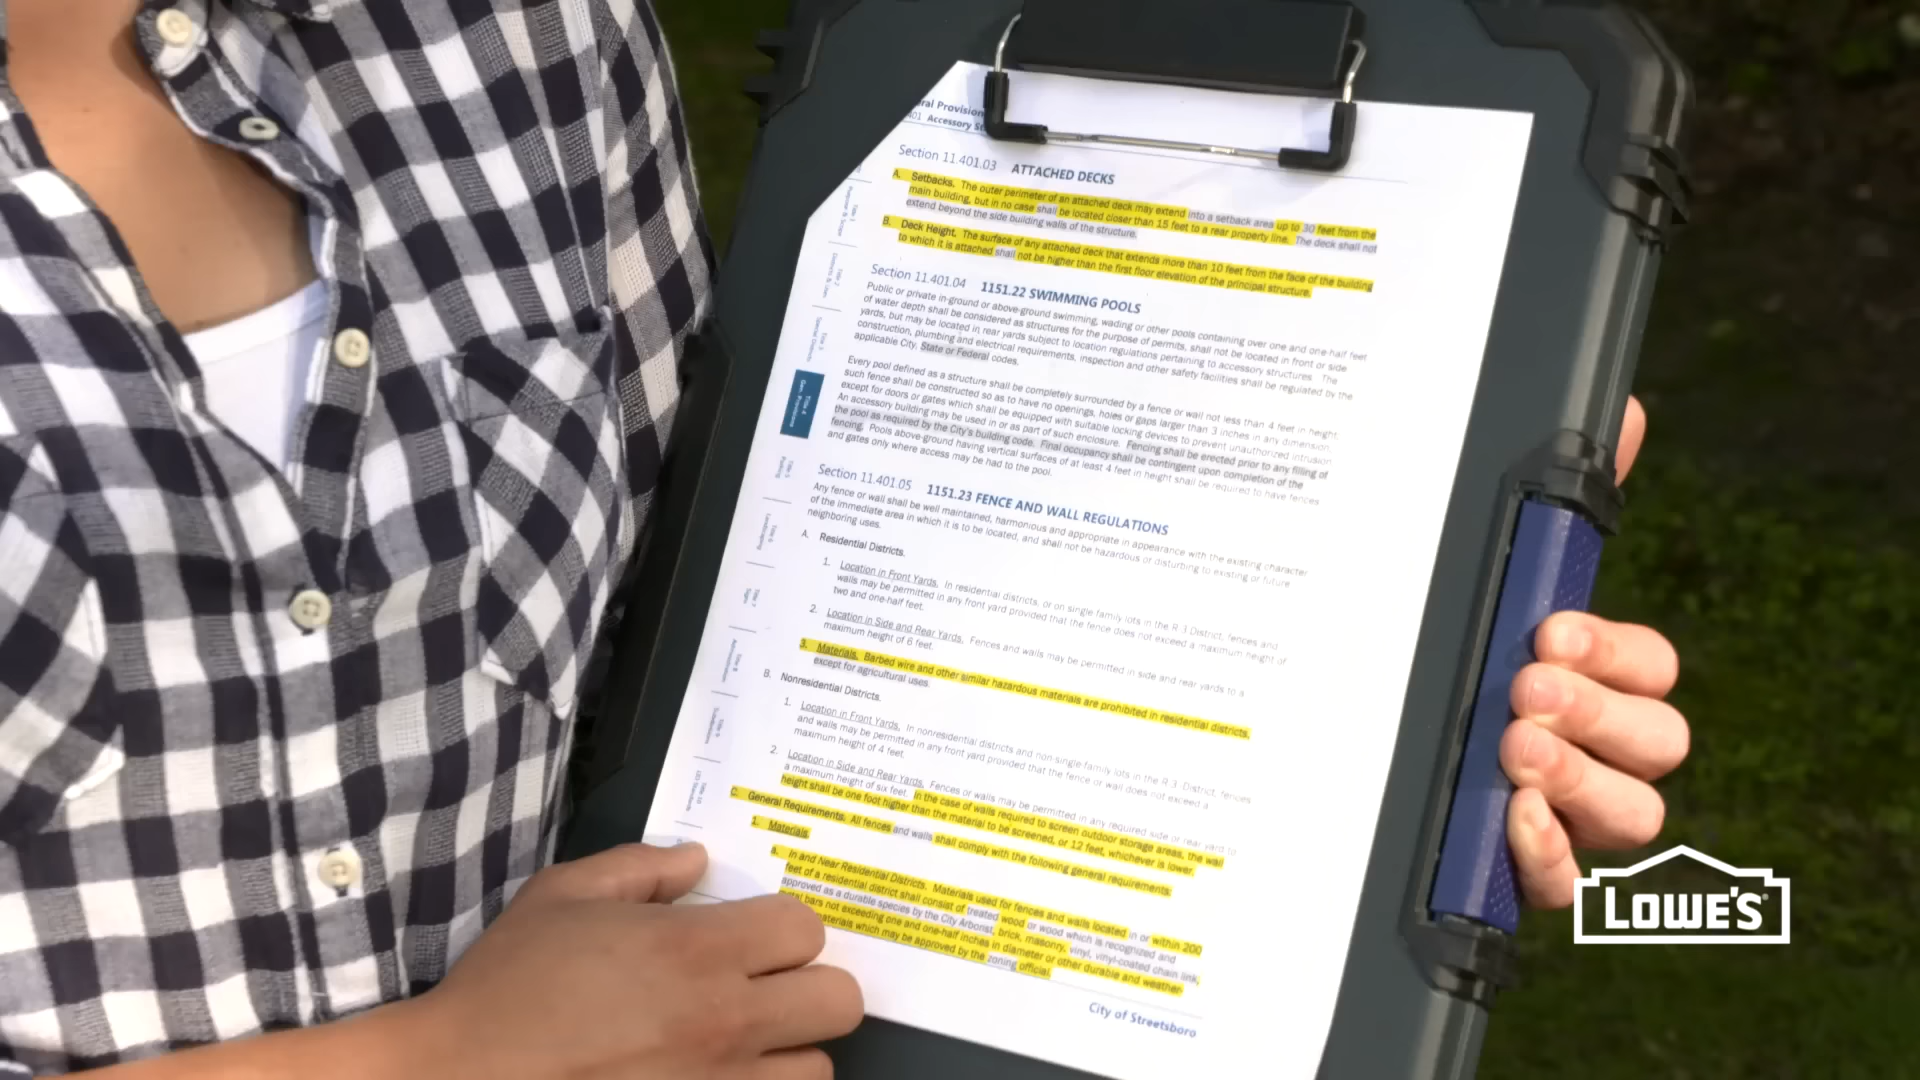 ral Provision
401 Accessory St
Section 11.401.03 ATTACHED DECKS
A. Setbacks. The outer perimeter of an attached deck may extend into a setback area up to 30 feet from the
main building, but in no case shall be located closer than 15 feet to a rear property line. The deck shall not
extend beyond the side building walls of the structure.
B. Deck Height. The surface of any attached deck that extends more than 10 feet from the face of the building
to which it is attached shall not be higher than the first floor elevation of the principal structure.
Section 11.401.04 1151.22 SWIMMING POOLS
Public or private in-ground or above-ground swimming, wading or other pools containing over one and one-half feet
of water depth shall be considered as structures for the purpose of permits, shall not be located in front or side
yards, but may be located in rear yards subject to location regulations pertaining to accessory structures. The
construction, plumbing and electrical requirements, inspection and other safety facilities shall be regulated by the
applicable City, State or Federal codes.
Every pool defined as a structure shall be completely surrounded by a fence or wall not less than 4 feet in height,
such fence shall be constructed so as to have no openings, holes or gaps larger than 3 inches in any dimension,
except for doors or gates which shall be equipped with suitable locking devices to prevent unauthorized intrusion.
An accessory building may be used in or as part of such enclosure. Fencing shall be erected prior to any filling of
the pool as required by the City's building code. Final occupancy shall be contingent upon completion of the
fencing. Pools above-ground having vertical surfaces of at least 4 feet in height shall be required to have fences
and gates only where access may be had to the pool.
Section 11.401.05 1151.23 FENCE AND WALL REGULATIONS
Any fence or wall shall be well maintained, harmonious and appropriate in appearance with the existing character
of the immediate area in which it is to be located, and shall not be hazardous or disturbing to existing or future
neighboring uses.
A. Residential Districts.
1. Location in Front Yards. In residential districts, or on single family lots in the R-3 District, fences and
walls may be permitted in any front yard provided that the fence does not exceed a maximum height of
two and one-half feet.
2. Location in Side and Rear Yards. Fences and walls may be permitted in side and rear yards to a
maximum height of 6 feet.
3. Materials. Barbed wire and other similar hazardous materials are prohibited in residential districts,
except for agricultural uses.
B. Nonresidential Districts.
1. Location in Front Yards. In nonresidential districts and non-single family lots in the R-3 District, fences
and walls may be permitted in any front yard provided that the fence or wall does not exceed a
maximum height of 4 feet.
2. Location in Side and Rear Yards. Fences or walls may be permitted in any required side or rear yard to
a maximum height of six feet. In the case of walls required to screen outdoor storage areas, the wall
height shall be one foot higher than the material to be screened, or 12 feet, whichever is lower.
C. General Requirements. All fences and walls shall comply with the following general requirements:
1. Materials
a. In and Near Residential Districts. Materials used for fences and walls located in or within 200
feet of a residential district shall consist of treated wood or wood which is recognized and
approved as a durable species by the City Arborist, brick, masonry, vinyl, vinyl-coated chain link,
bars not exceeding one and one-half inches in diameter or other durable and weather-
materials which may be approved by the zoning official.
City of Streetsboro
LOWE'S